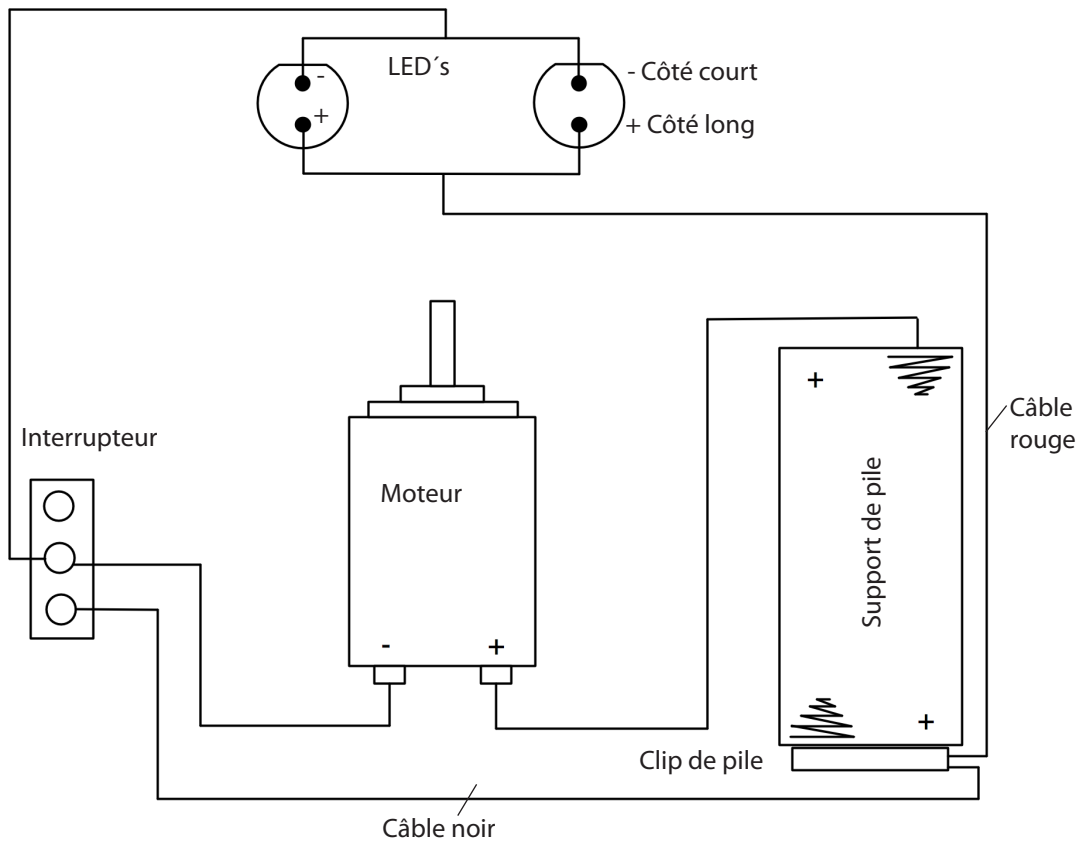 LED´s
-
+
- Côté court
+ Côté long
Interrupteur
Moteur
-
+
+
Support de pile
+
Câble
rouge
Clip de pile
Câble noir